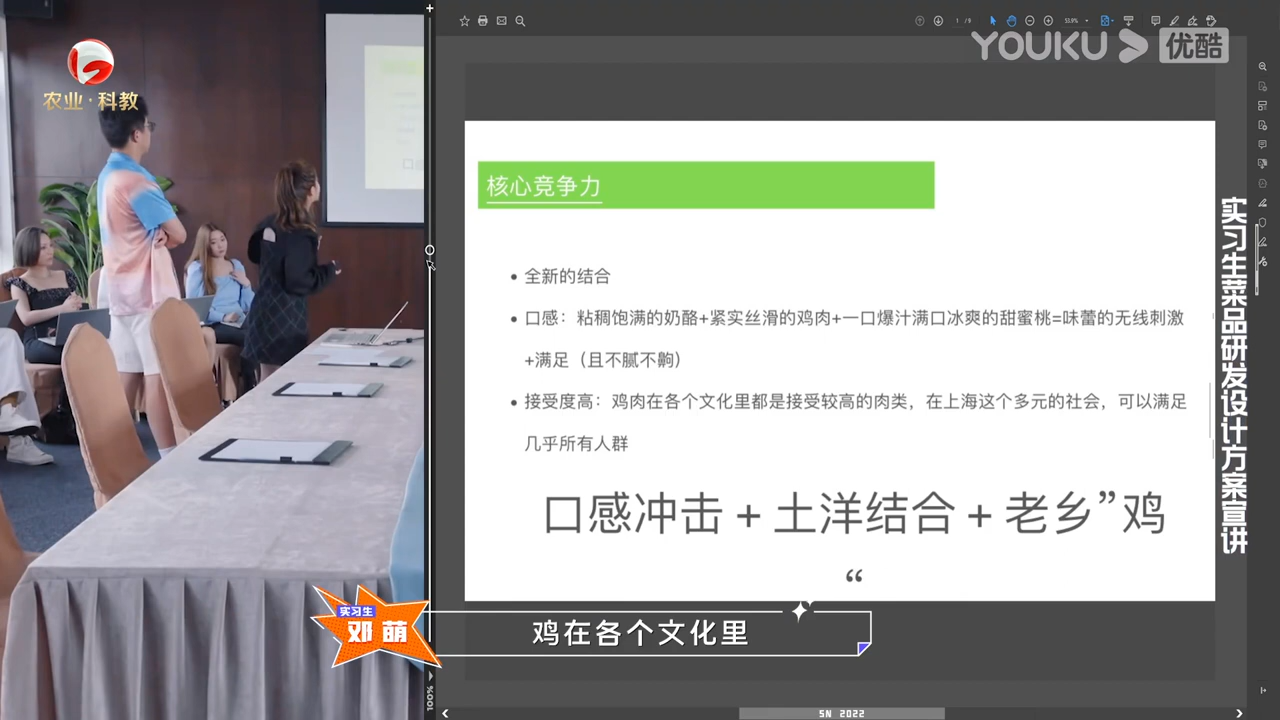 农业·科教
1 / 9
53.9%
YOUKU 优酷
核心竞争力
• 全新的结合
• 口感：粘稠饱满的奶酪+紧实丝滑的鸡肉+一口爆汁满口冰爽的甜蜜桃=味蕾的无线刺激
+满足（且不腻不齁）
• 接受度高：鸡肉在各个文化里都是接受较高的肉类，在上海这个多元的社会，可以满足
几乎所有人群
口感冲击 + 土洋结合 + 老乡”鸡
“
实习生菜品研发设计方案宣讲
实习生
邓 萌
鸡在各个文化里
100%
SN 2022